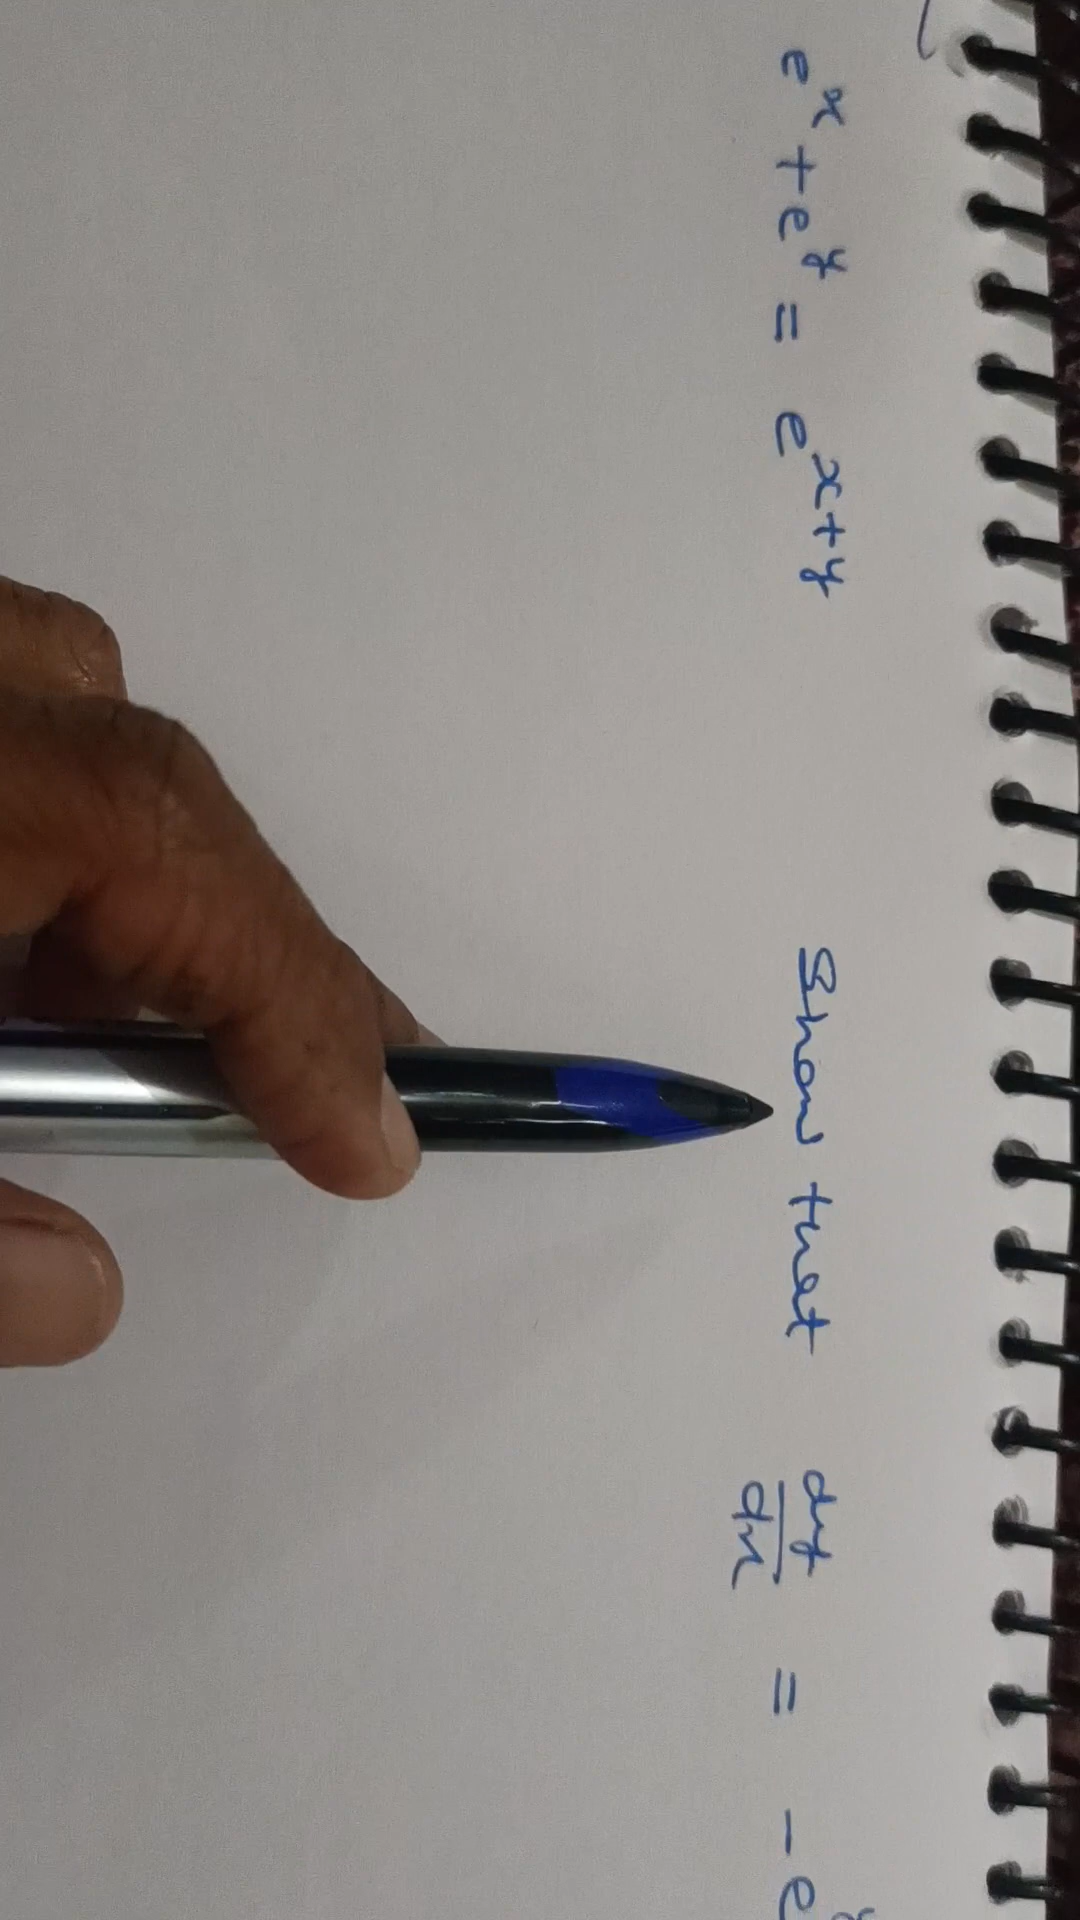 e^x + e^y = e^{x+y} Show that dy/dx = - e